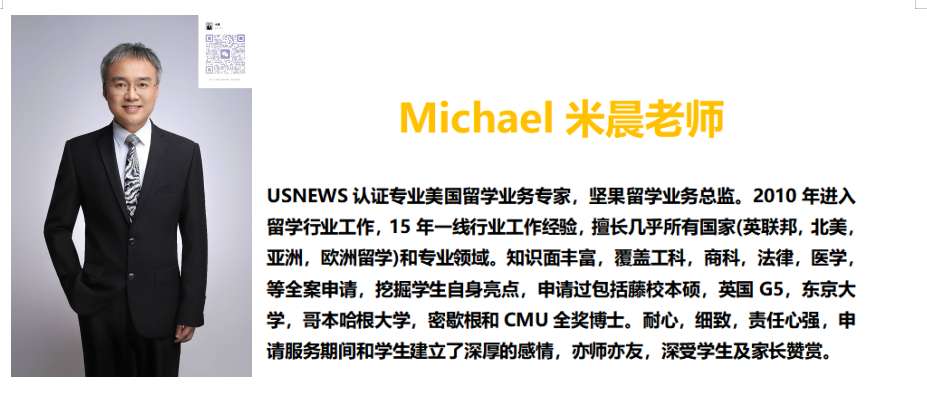 Michael 米晨老师
USNEWS 认证专业美国留学业务专家，坚果留学业务总监。2010 年进入
留学行业工作，15 年一线行业工作经验，擅长几乎所有国家(英联邦，北美，
亚洲，欧洲留学)和专业领域。知识面丰富，覆盖工科，商科，法律，医学，
等全案申请，挖掘学生自身亮点，申请过包括藤校本硕，英国 G5，东京大
学，哥本哈根大学，密歇根和 CMU 全奖博士。耐心，细致，责任心强，申
请服务期间和学生建立了深厚的感情，亦师亦友，深受学生及家长赞赏。